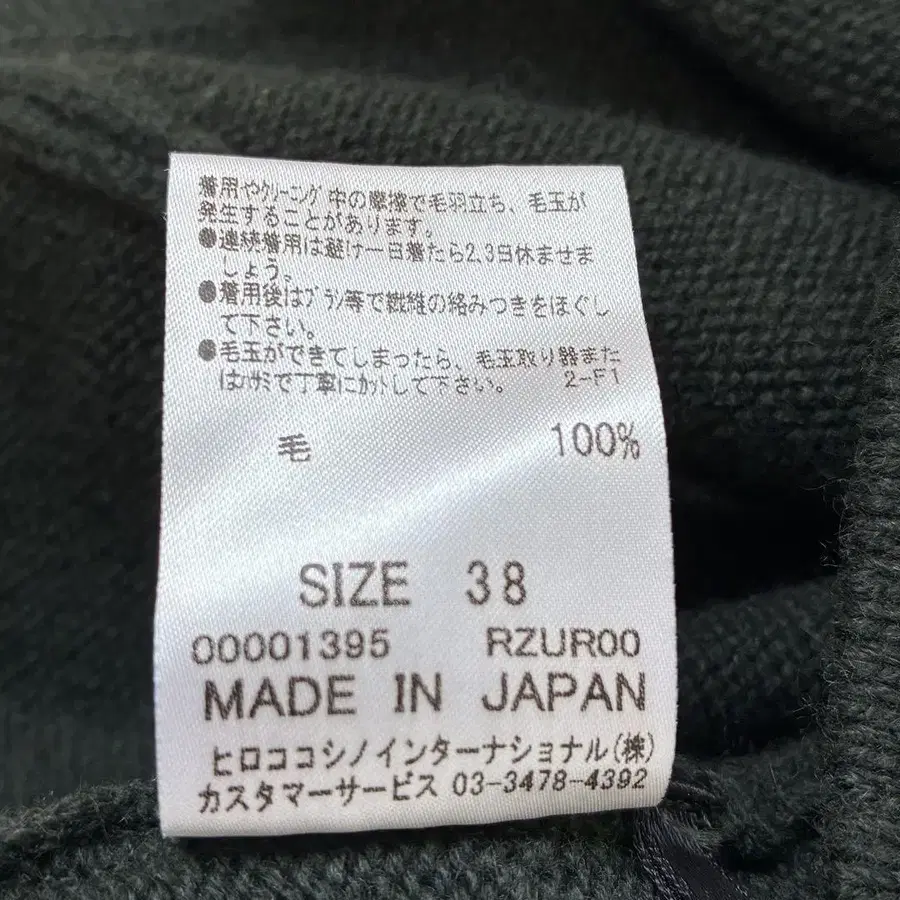 着用やｸﾘｰﾆﾝｸﾞ中の摩擦で毛羽立ち、毛玉が
発生することがあります。
●連続着用は避け一日着たら2,3日休ませま
しょう。
●着用後はﾌﾞﾗｼ等で繊維の絡みつきをほぐし
て下さい。
●毛玉ができてしまったら、毛玉取り器また
はﾊｻﾐで丁寧にｶｯﾄして下さい。 2-F1
毛 100%
SIZE 38
00001395 RZUR00
MADE IN JAPAN
ヒロココシノインターナショナル(株)
カスタマーサービス 03-3478-4392